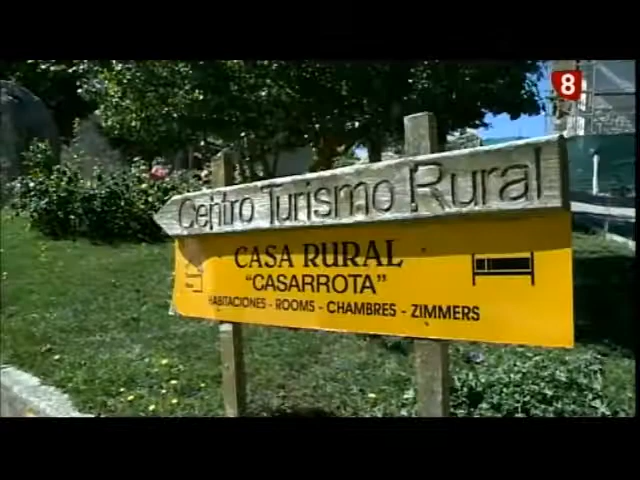 8
Centro Turismo Rural
CASA RURAL
"CASARROTA"
HABITACIONES - ROOMS - CHAMBRES - ZIMMERS